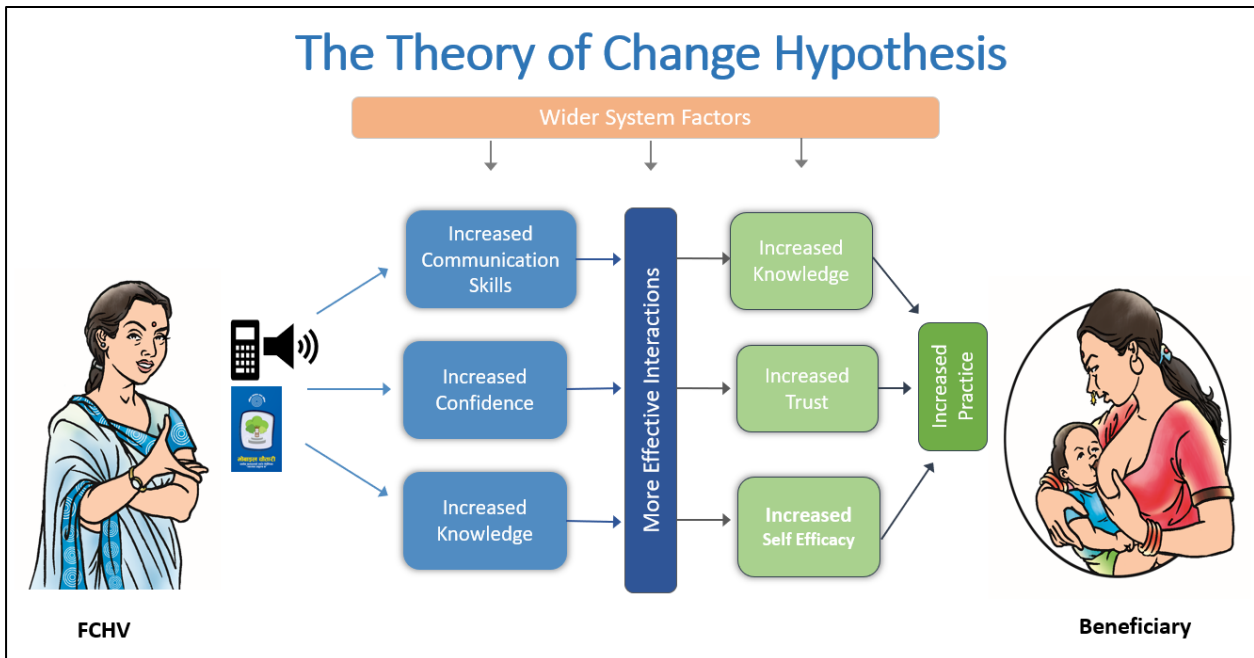 The Theory of Change Hypothesis
Wider System Factors
Increased
Communication
Skills
Increased
Confidence
Increased
Knowledge
More Effective Interactions
Increased
Knowledge
Increased
Trust
Increased
Self Efficacy
Increased
Practice
मोबाइल चौतारी
FCHV
Beneficiary